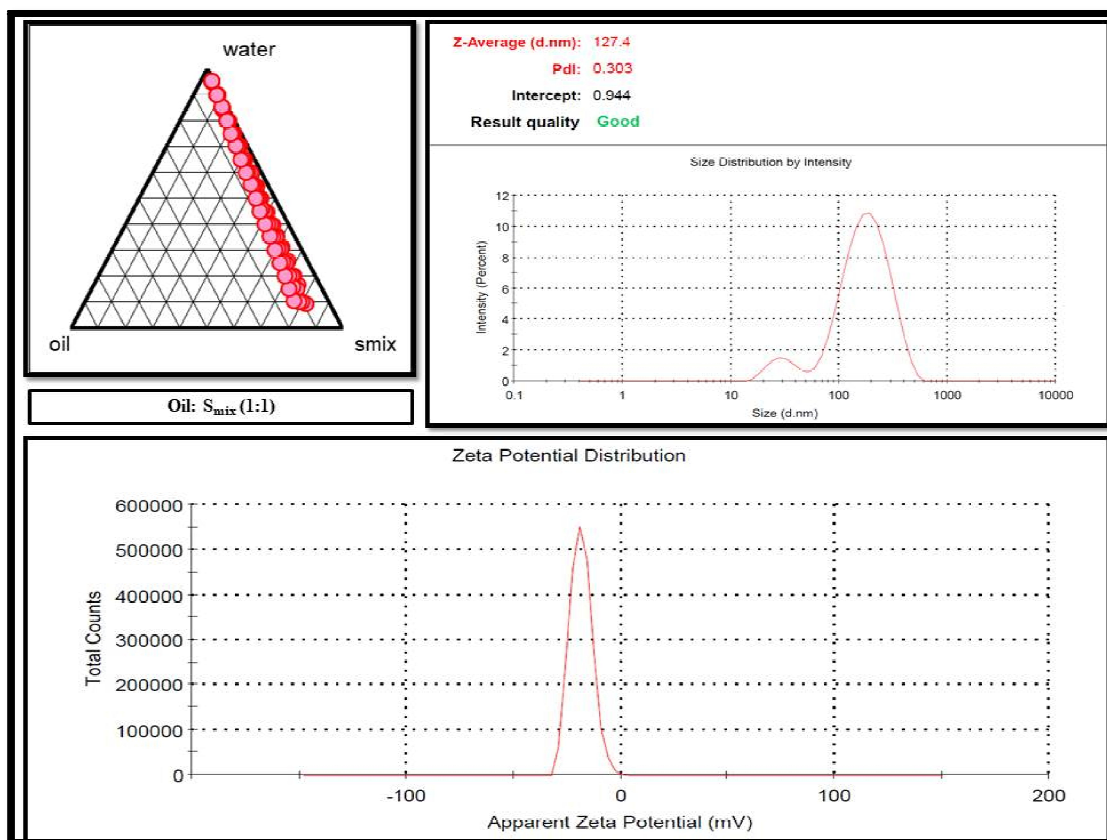 water
oil
smix
Oil: Smix (1:1)
Z-Average (d.nm): 127.4
PdI: 0.303
Intercept: 0.944
Result quality Good
Size Distribution by Intensity
Intensity (Percent)
12
10
8
6
4
2
0
0.1 1 10 100 1000 10000
Size (d.nm)
Zeta Potential Distribution
Total Counts
600000
500000
400000
300000
200000
100000
0
-100 0 100 200
Apparent Zeta Potential (mV)